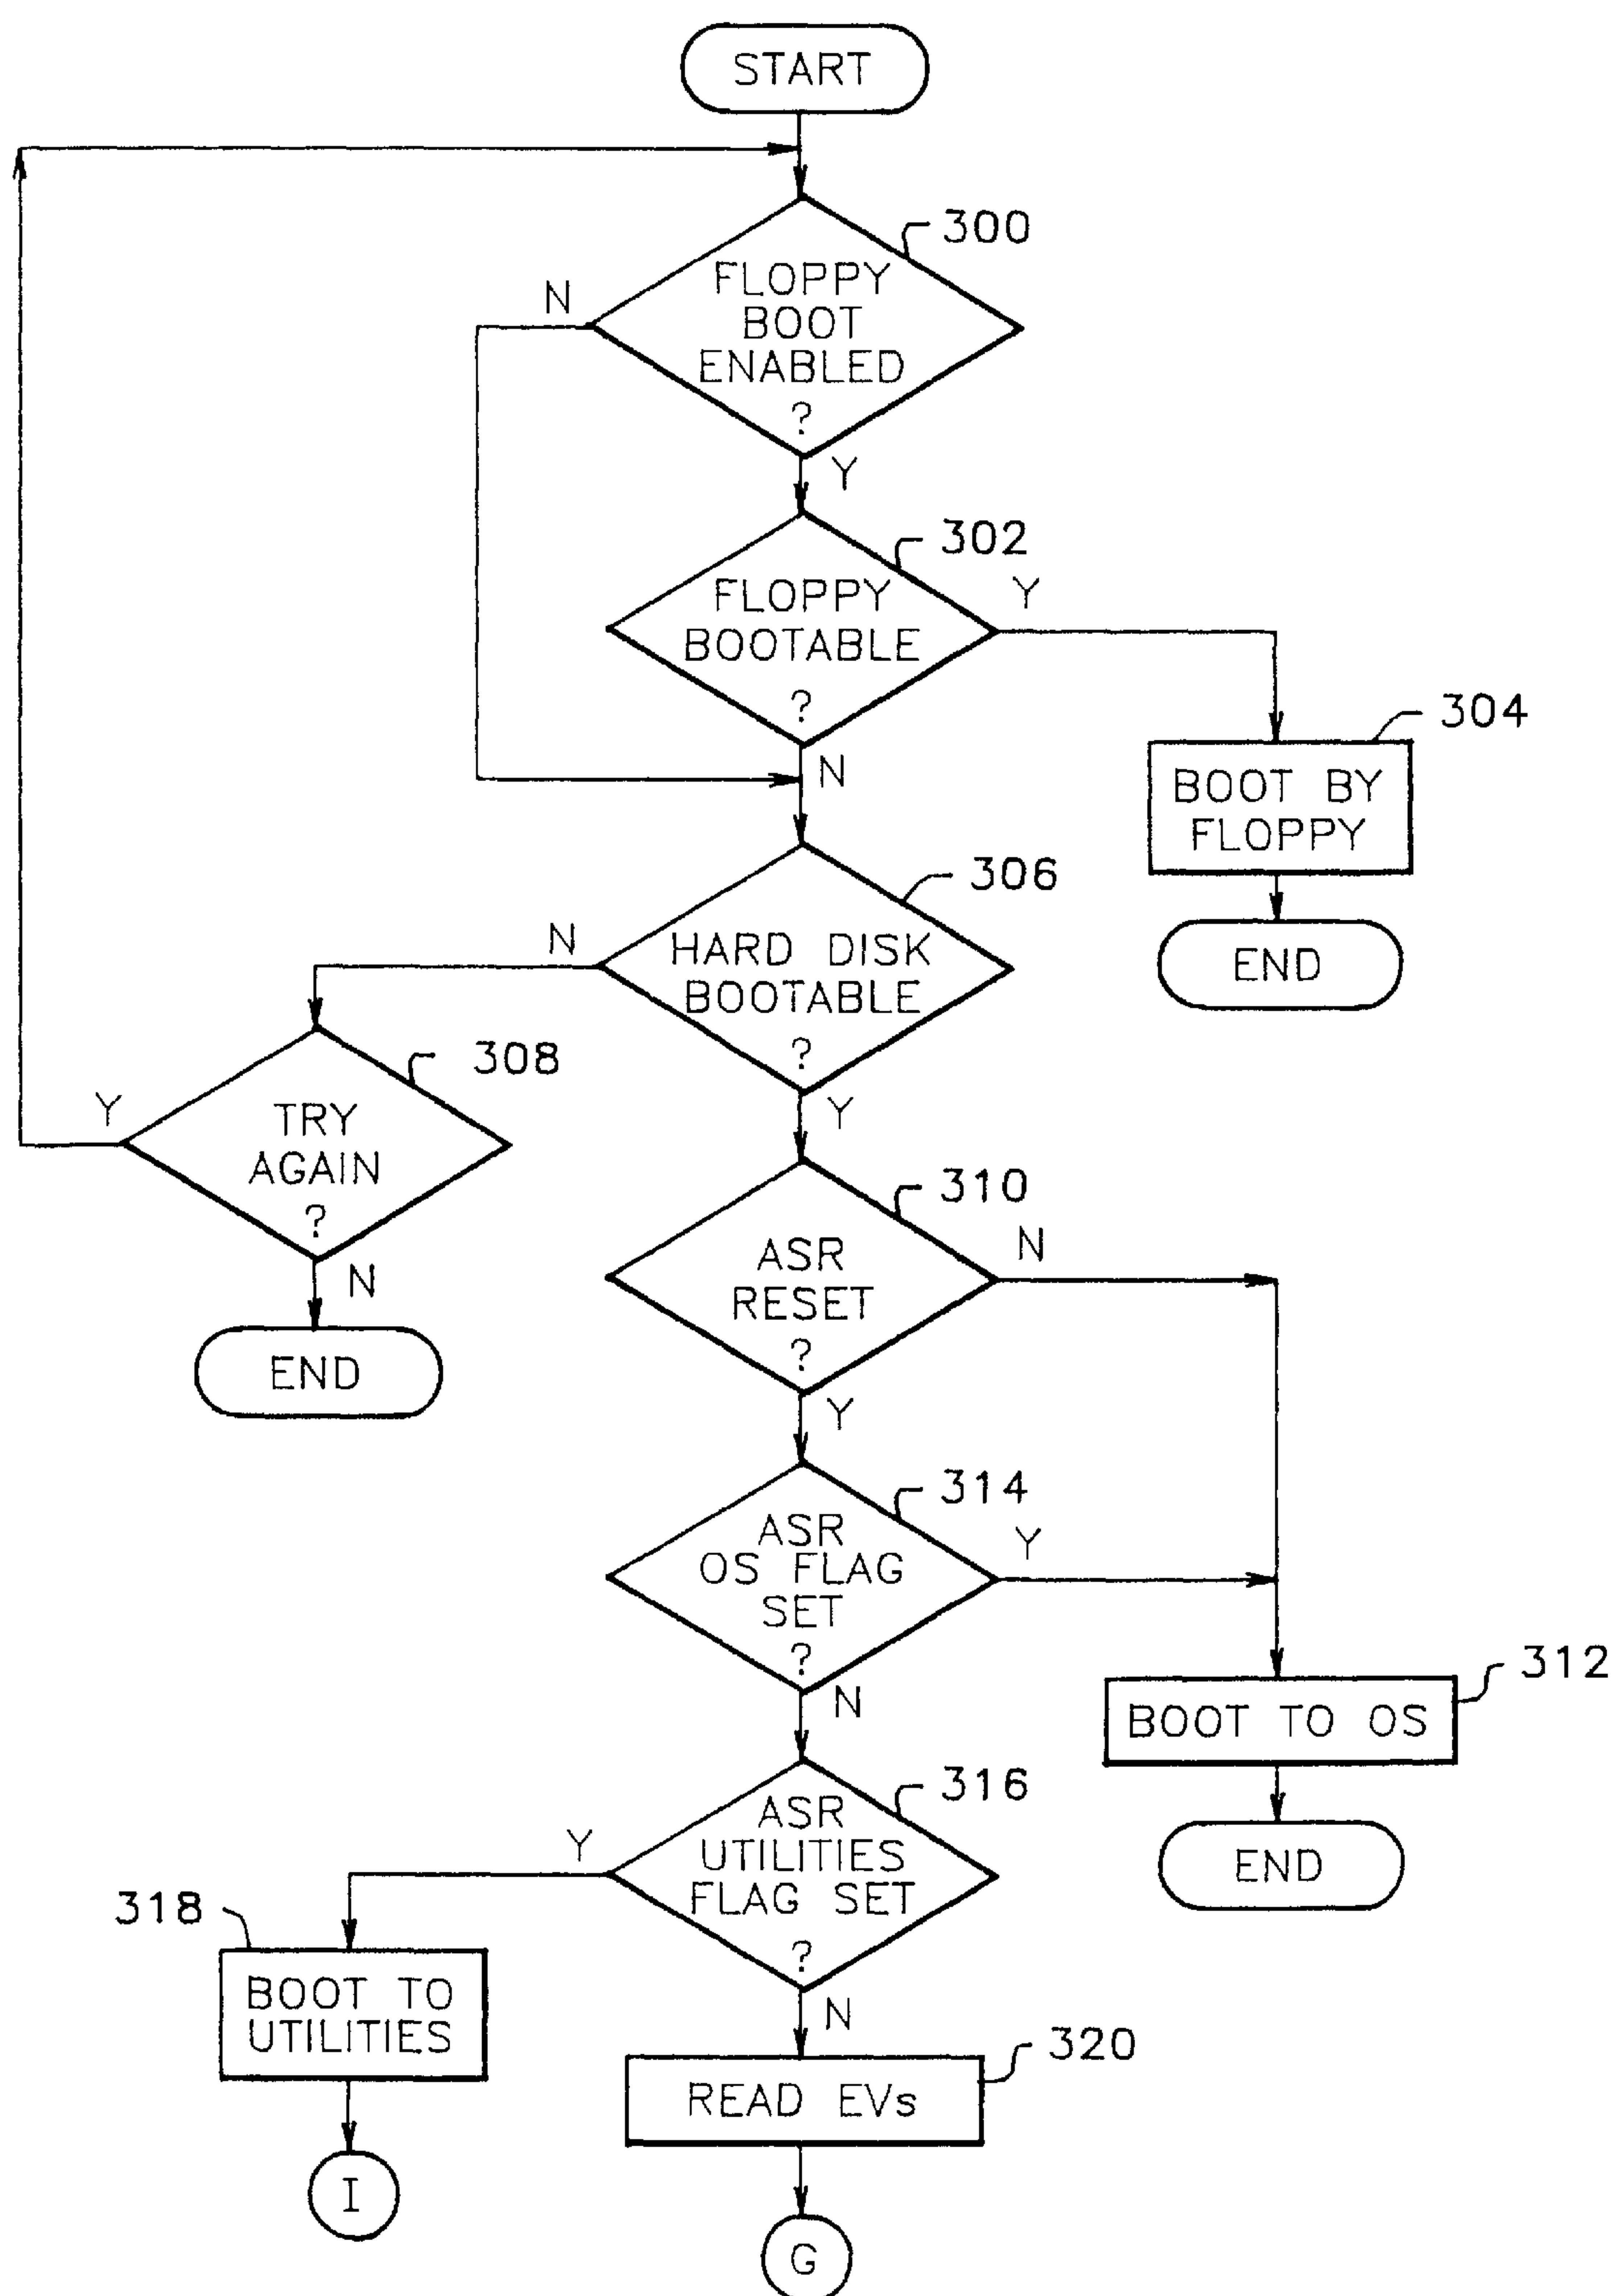 START
300
FLOPPY
BOOT
ENABLED
?
N
Y
302
FLOPPY
BOOTABLE
?
Y
N
304
BOOT BY
FLOPPY
END
306
HARD DISK
BOOTABLE
?
N
Y
308
TRY
AGAIN
?
Y
N
END
310
ASR
RESET
?
N
Y
314
ASR
OS FLAG
SET
?
Y
N
312
BOOT TO OS
END
316
ASR
UTILITIES
FLAG SET
?
Y
N
318
BOOT TO
UTILITIES
I
320
READ EVs
G